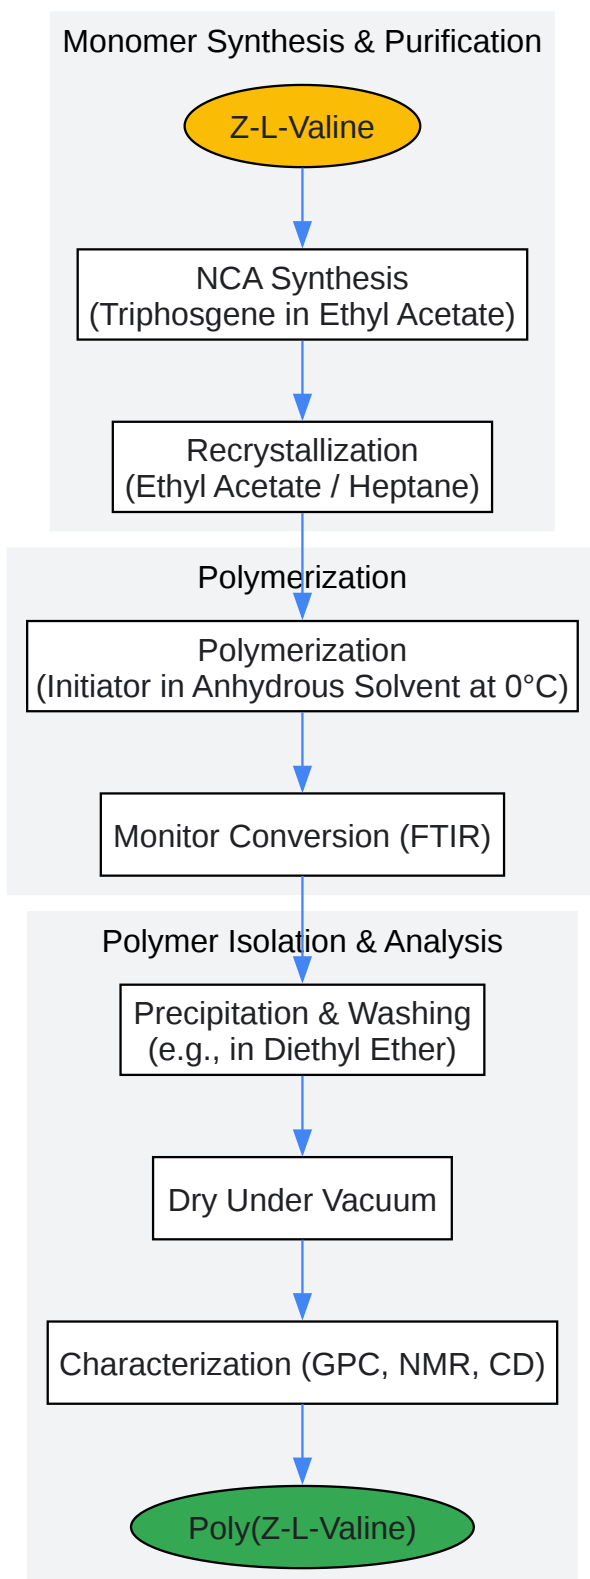 Monomer Synthesis & Purification
Z-L-Valine
NCA Synthesis
(Triphosgene in Ethyl Acetate)
Recrystallization
(Ethyl Acetate / Heptane)
Polymerization
Polymerization
(Initiator in Anhydrous Solvent at 0°C)
Monitor Conversion (FTIR)
Polymer Isolation & Analysis
Precipitation & Washing
(e.g., in Diethyl Ether)
Dry Under Vacuum
Characterization (GPC, NMR, CD)
Poly(Z-L-Valine)